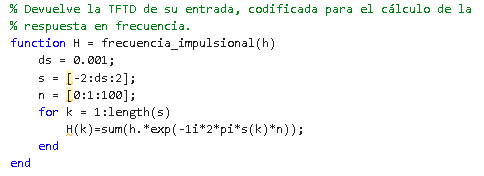 % Devuelve la TFTD de su entrada, codificada para el cálculo de la
% respuesta en frecuencia.
function H = frecuencia_impulsional(h)
    ds = 0.001;
    s = [-2:ds:2];
    n = [0:1:100];
    for k = 1:length(s)
        H(k)=sum(h.*exp(-1i*2*pi*s(k)*n));
    end
end